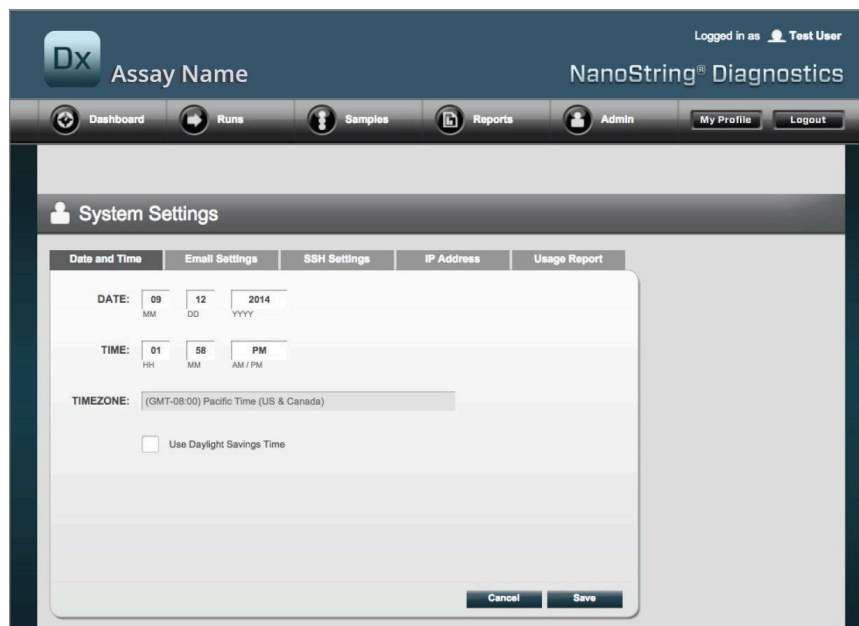 Logged in as Test User
Dx Assay Name
NanoString® Diagnostics
Dashboard Runs Samples Reports Admin My Profile Logout
System Settings
Date and Time Email Settings SSH Settings IP Address Usage Report
DATE: 09 12 2014
MM DD YYYY
TIME: 01 58 PM
HH MM AM / PM
TIMEZONE: (GMT-08:00) Pacific Time (US & Canada)
Use Daylight Savings Time
Cancel Save